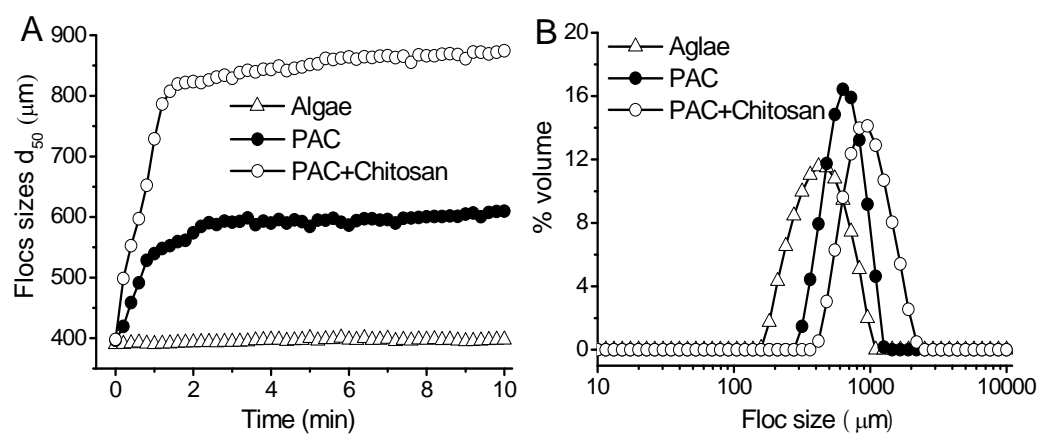 A
Flocs sizes d50 (μm)
900
800
700
600
500
400
Algae
PAC
PAC+Chitosan
0
2
4
6
8
10
Time (min)
B
% volume
20
16
12
8
4
0
Aglae
PAC
PAC+Chitosan
10
100
1000
10000
Floc size ( μm)